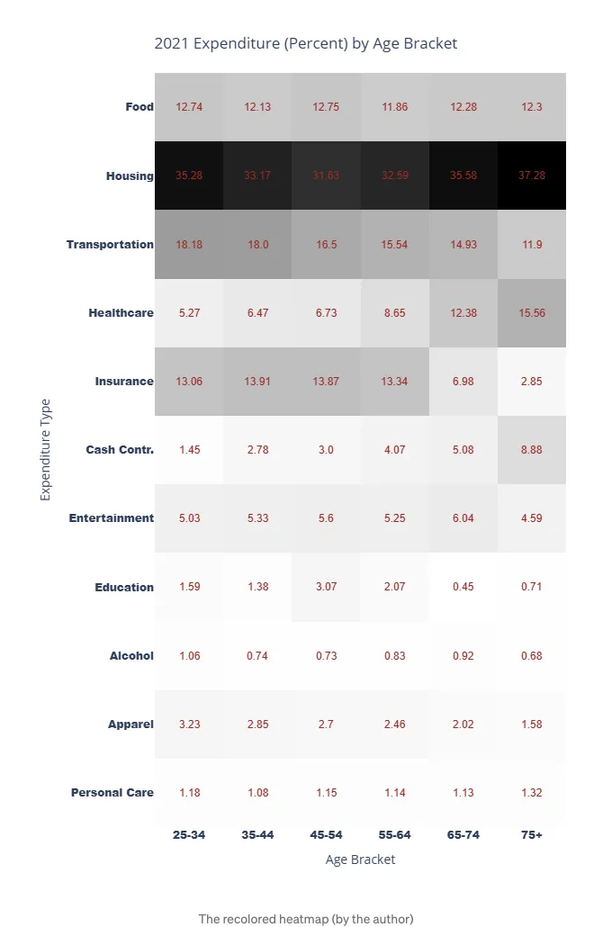 2021 Expenditure (Percent) by Age Bracket
Food 12.74 12.13 12.75 11.86 12.28 12.3
Housing 35.28 33.17 31.63 32.59 35.58 37.28
Transportation 18.18 18.0 16.5 15.54 14.93 11.9
Healthcare 5.27 6.47 6.73 8.65 12.38 15.56
Insurance 13.06 13.91 13.87 13.34 6.98 2.85
Expenditure Type
Cash Contr. 1.45 2.78 3.0 4.07 5.08 8.88
Entertainment 5.03 5.33 5.6 5.25 6.04 4.59
Education 1.59 1.38 3.07 2.07 0.45 0.71
Alcohol 1.06 0.74 0.73 0.83 0.92 0.68
Apparel 3.23 2.85 2.7 2.46 2.02 1.58
Personal Care 1.18 1.08 1.15 1.14 1.13 1.32
25-34 35-44 45-54 55-64 65-74 75+
Age Bracket
The recolored heatmap (by the author)